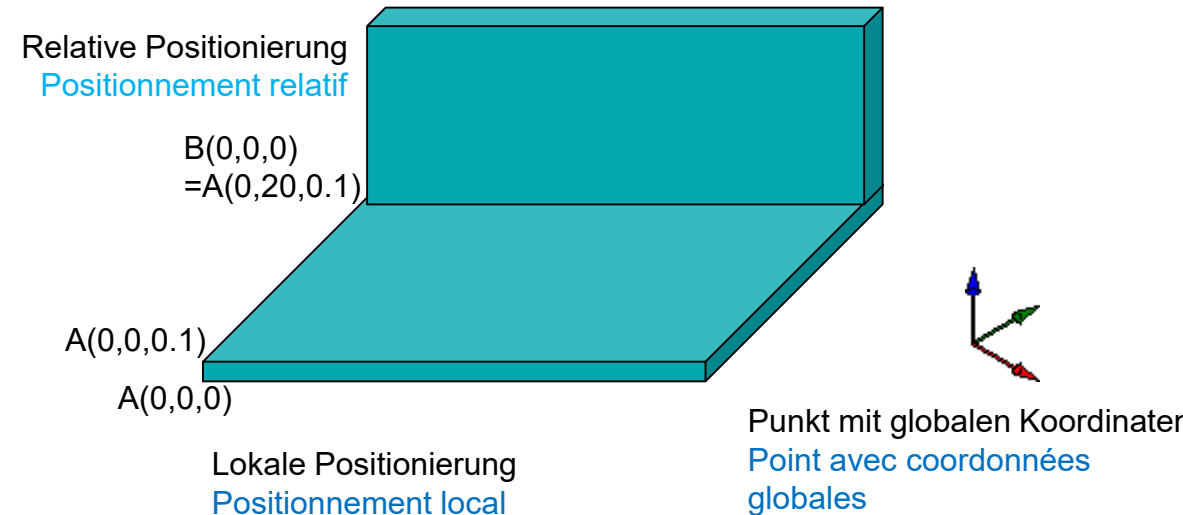 Relative Positionierung
Positionnement relatif
B(0,0,0)
=A(0,20,0.1)
A(0,0,0.1)
A(0,0,0)
Lokale Positionierung
Positionnement local
Punkt mit globalen Koordinaten
Point avec coordonnées
globales